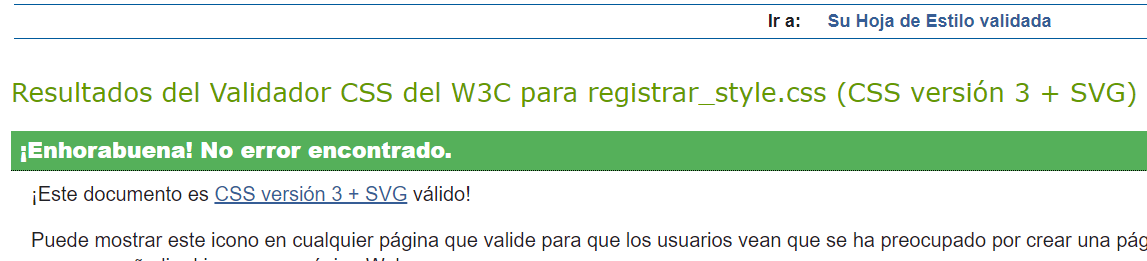 Ir a: Su Hoja de Estilo validada
Resultados del Validador CSS del W3C para registrar_style.css (CSS versión 3 + SVG)
¡Enhorabuena! No error encontrado.
¡Este documento es CSS versión 3 + SVG válido!
Puede mostrar este icono en cualquier página que valide para que los usuarios vean que se ha preocupado por crear una pág